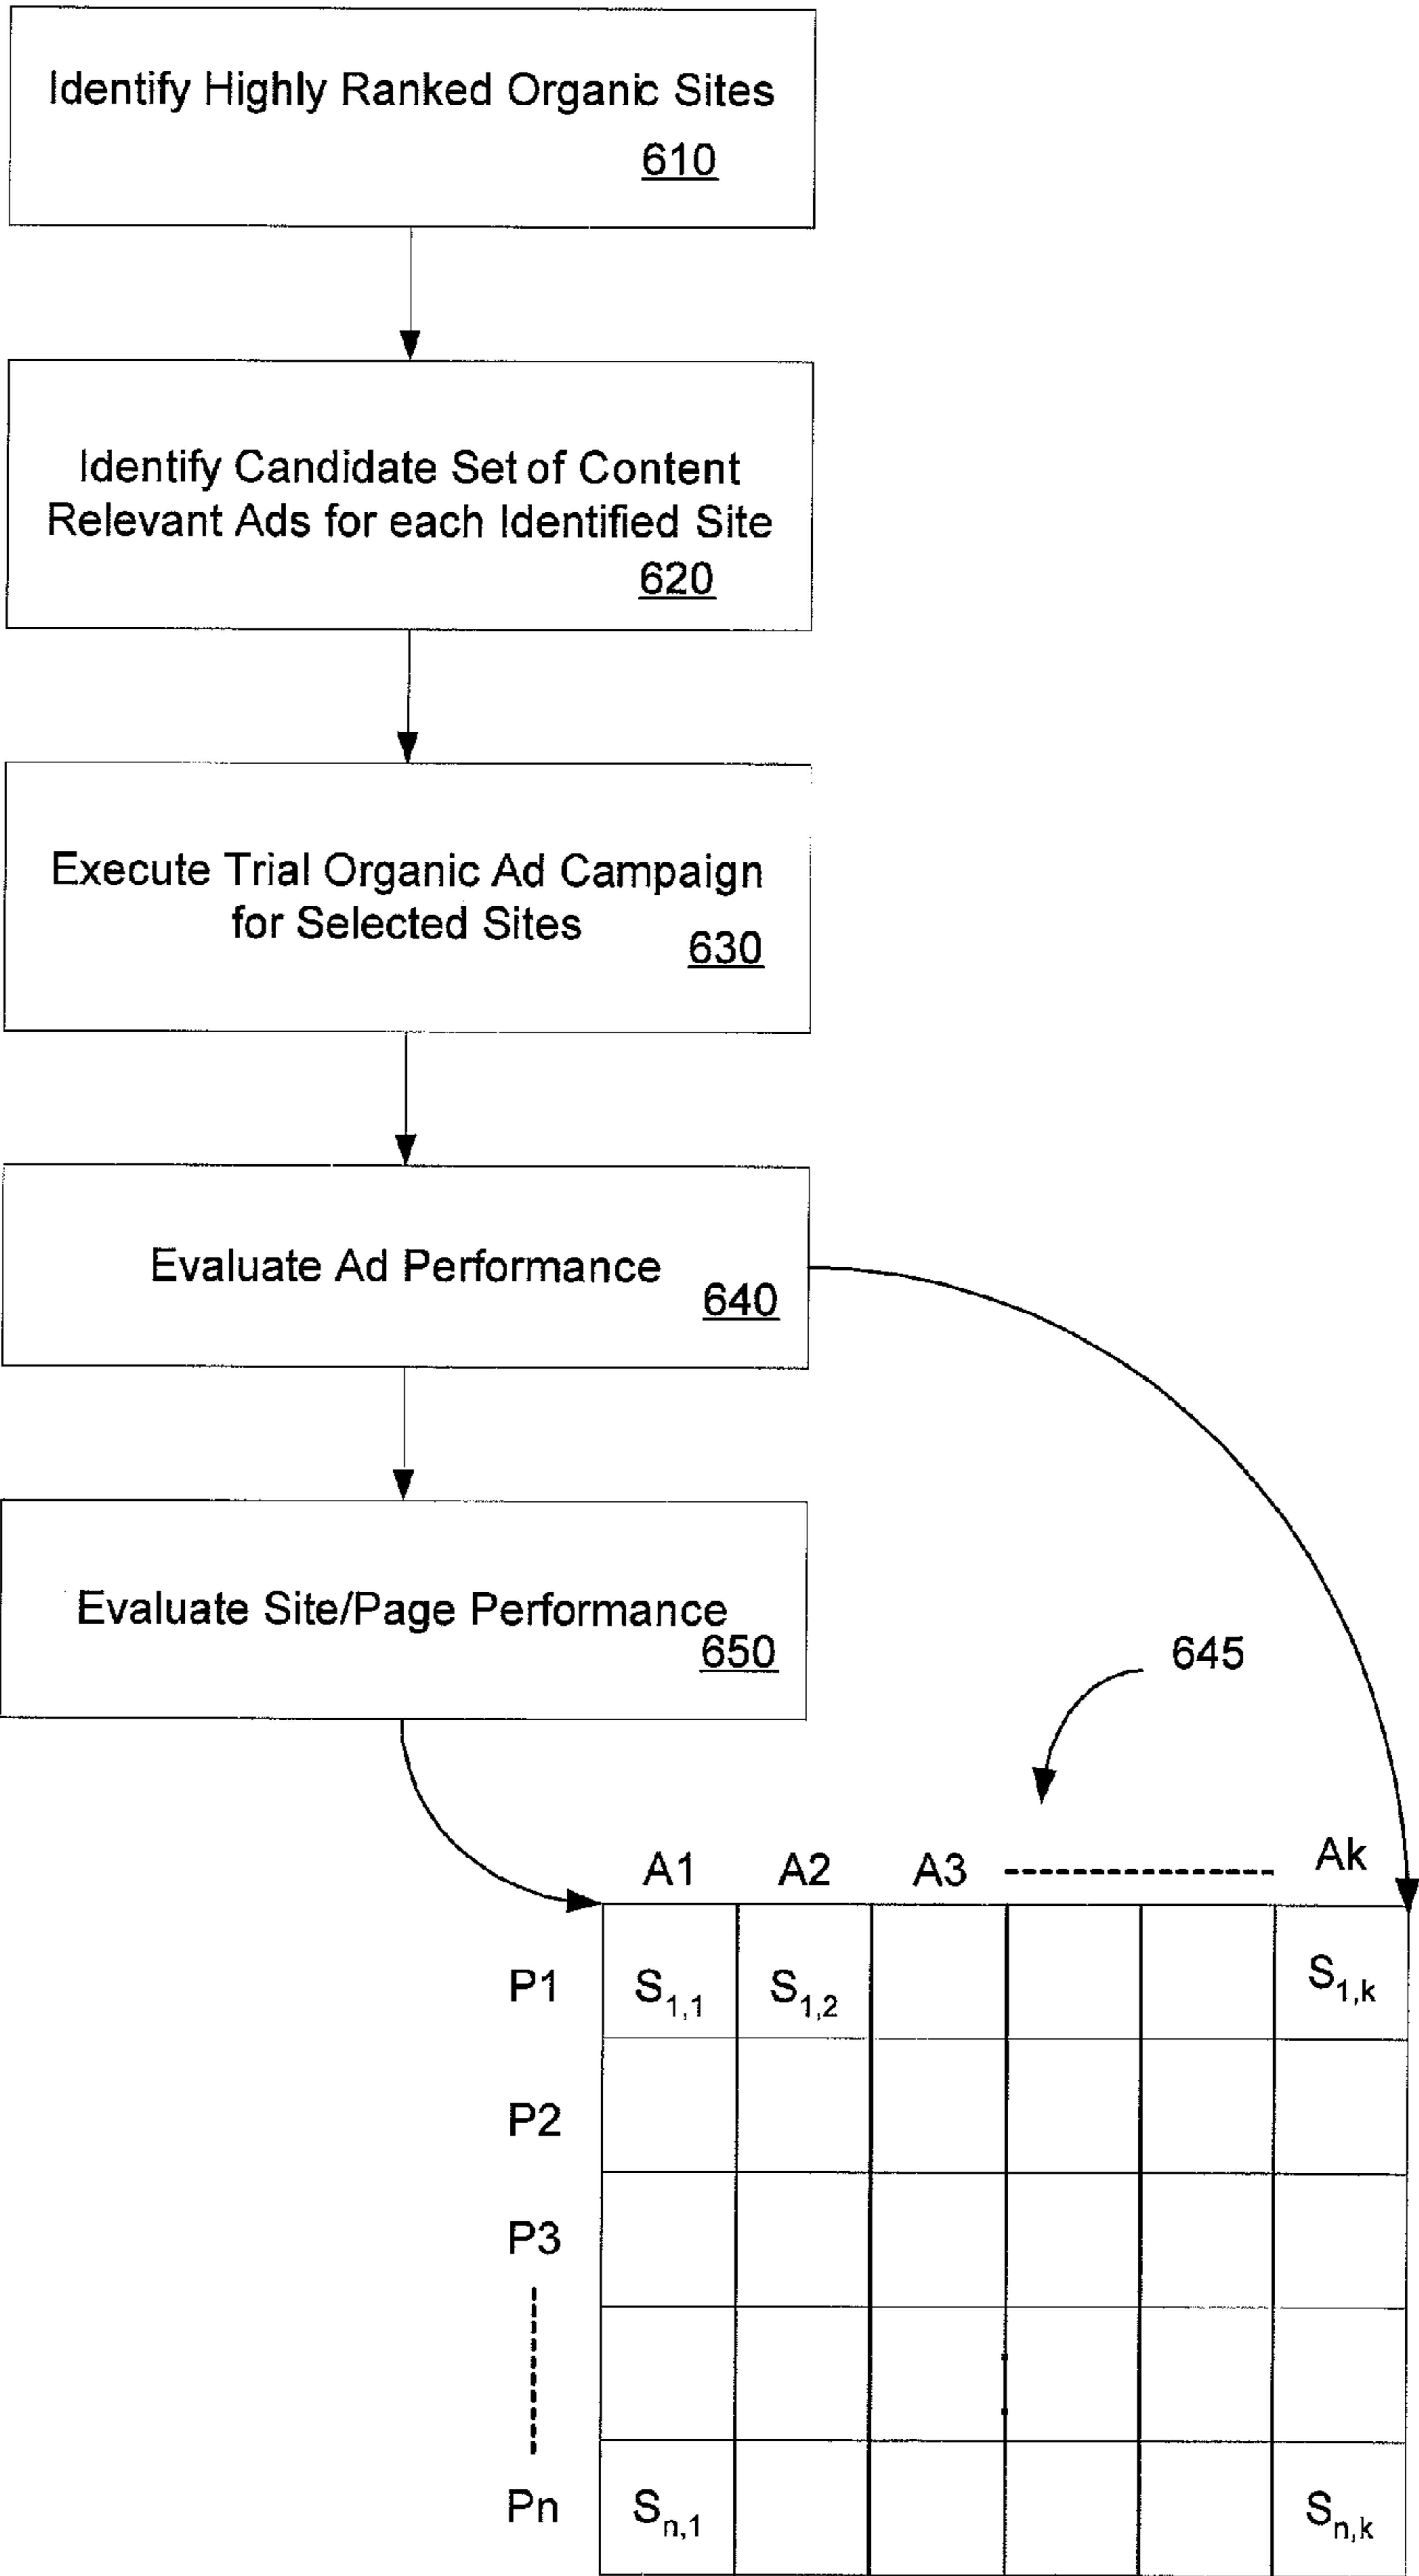 Identify Highly Ranked Organic Sites
610
Identify Candidate Set of Content
Relevant Ads for each Identified Site
620
Execute Trial Organic Ad Campaign
for Selected Sites
630
Evaluate Ad Performance
640
Evaluate Site/Page Performance
650
645
A1 A2 A3 Ak
P1 S1,1 S1,2 S1,k
P2
P3
Pn Sn,1 Sn,k